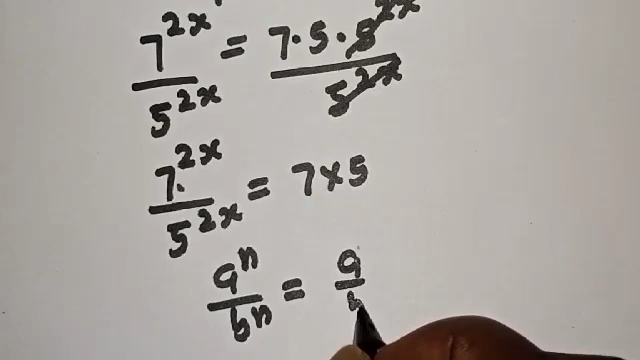 7^2x / 5^2x = 7·5·5^2x / 5^2x
7^2x / 5^2x = 7×5
a^n / b^n = a